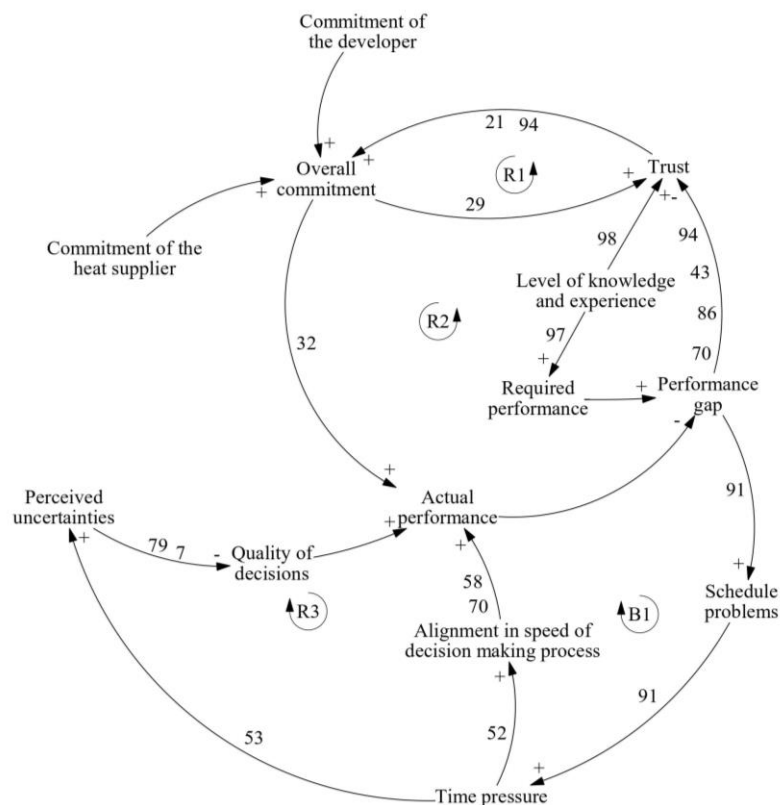 Commitment of
the developer
21 94
+
+
Overall
commitment
R1
+
Trust
+
29
+-
Commitment of the
heat supplier
98
94
43
Level of knowledge
and experience
R2
86
32
97
+
70
Required
performance
+
Performance
gap
-
+
91
Perceived
uncertainties
+
Actual
performance
+
79 7
-
Quality of
decisions
+
+
58
Schedule
problems
R3
70
B1
Alignment in speed of
decision making process
+
91
53
52
+
Time pressure